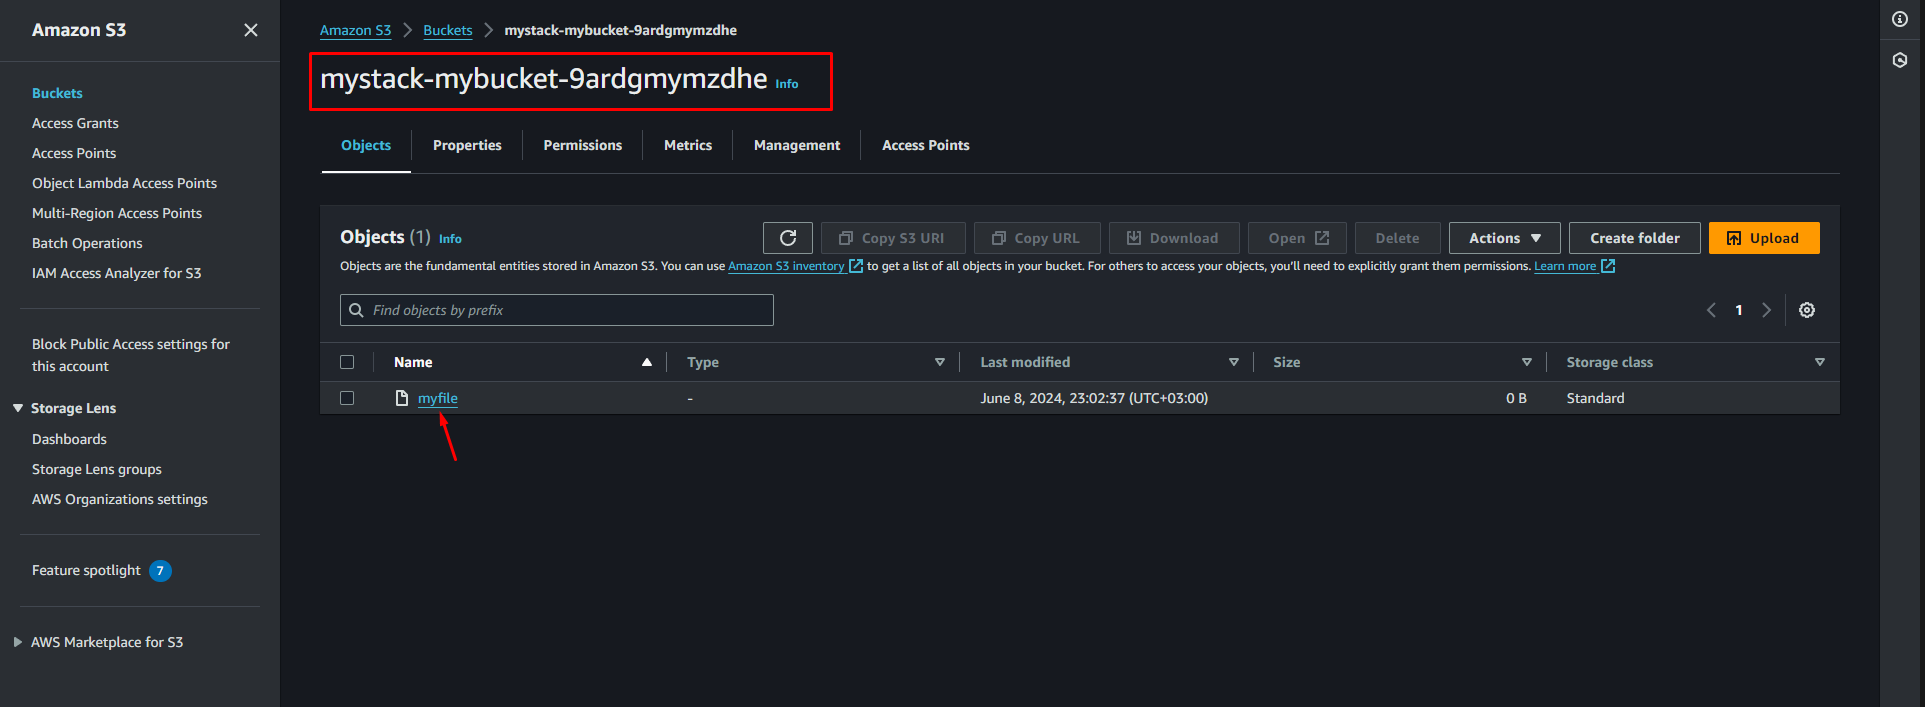 Amazon S3
Buckets
Access Grants
Access Points
Object Lambda Access Points
Multi-Region Access Points
Batch Operations
IAM Access Analyzer for S3
Block Public Access settings for
this account
Storage Lens
Dashboards
Storage Lens groups
AWS Organizations settings
Feature spotlight 7
AWS Marketplace for S3
Amazon S3 Buckets mystack-mybucket-9ardgmymzdhe
mystack-mybucket-9ardgmymzdhe Info
Objects Properties Permissions Metrics Management Access Points
Objects (1) Info Copy S3 URI Copy URL Download Open Delete Actions Create folder Upload
Objects are the fundamental entities stored in Amazon S3. You can use Amazon S3 inventory to get a list of all objects in your bucket. For others to access your objects, you'll need to explicitly grant them permissions. Learn more
Find objects by prefix 1
Name Type Last modified Size Storage class
myfile - June 8, 2024, 23:02:37 (UTC+03:00) 0 B Standard